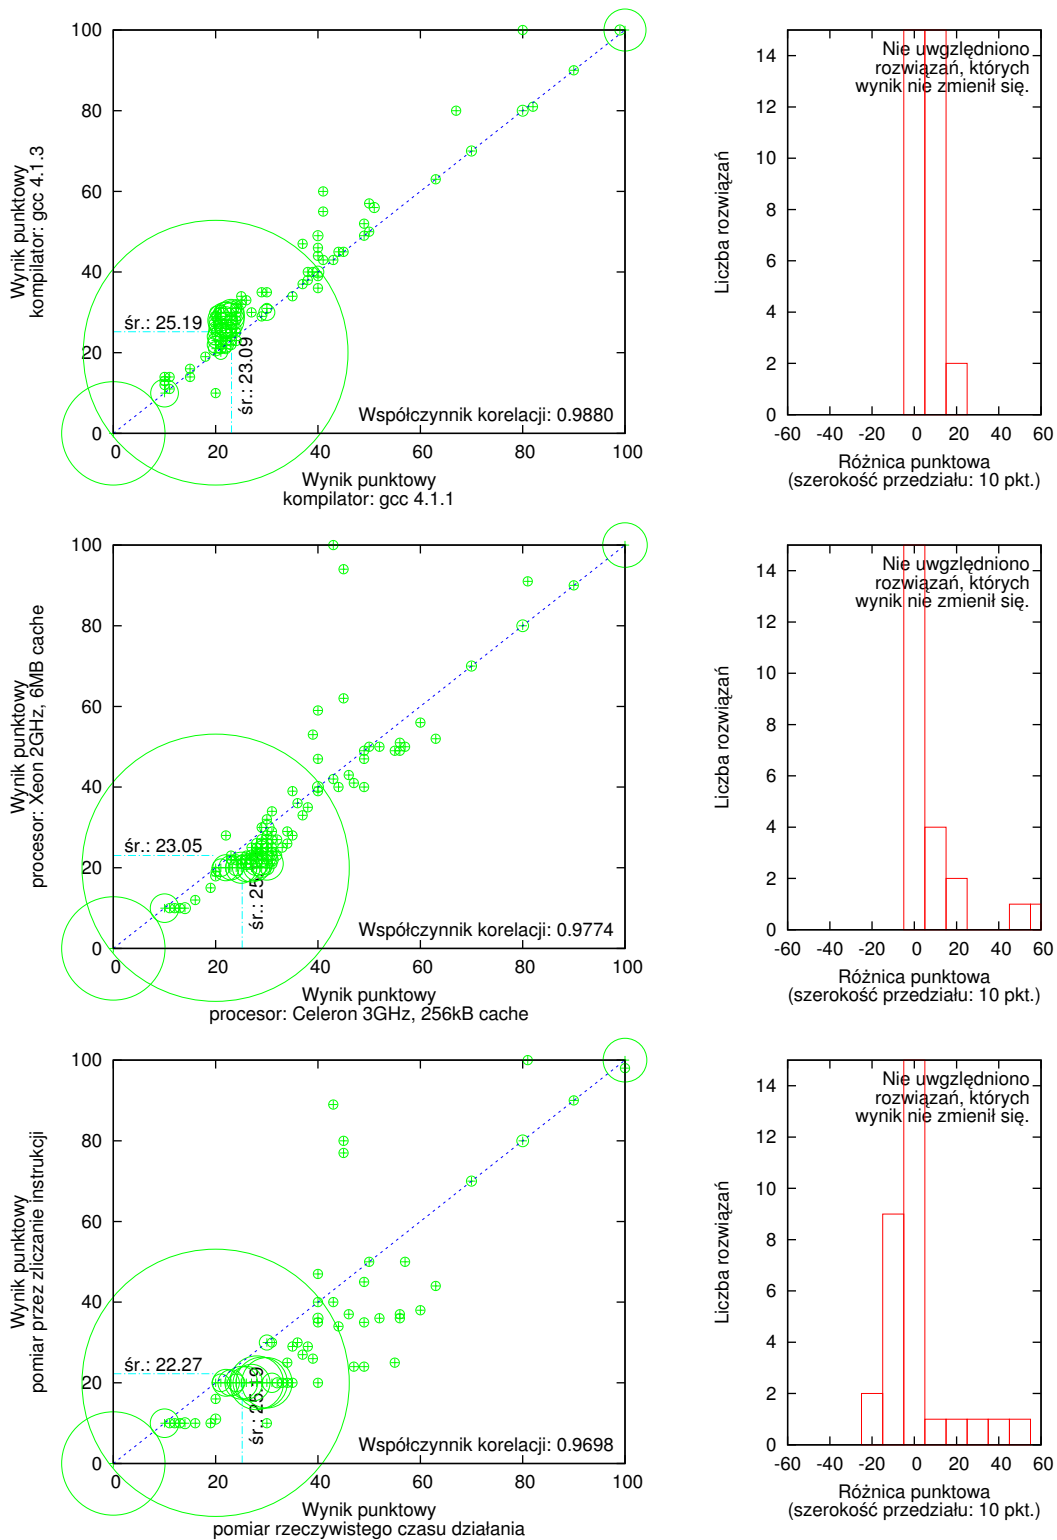 100
80
60
40
20
0
Wynik punktowy
kompilator: gcc 4.1.3
śr.: 25.19
śr.: 23.09
Współczynnik korelacji: 0.9880
0 20 40 60 80 100
Wynik punktowy
kompilator: gcc 4.1.1
Nie uwzględniono
rozwiązań, których
wynik nie zmienił się.
14
12
10
8
6
4
2
0
Liczba rozwiązań
-60 -40 -20 0 20 40 60
Różnica punktowa
(szerokość przedziału: 10 pkt.)
100
80
60
40
20
0
Wynik punktowy
procesor: Xeon 2GHz, 6MB cache
śr.: 23.05
śr.: 25
Współczynnik korelacji: 0.9774
0 20 40 60 80 100
Wynik punktowy
procesor: Celeron 3GHz, 256kB cache
Nie uwzględniono
rozwiązań, których
wynik nie zmienił się.
14
12
10
8
6
4
2
0
Liczba rozwiązań
-60 -40 -20 0 20 40 60
Różnica punktowa
(szerokość przedziału: 10 pkt.)
100
80
60
40
20
0
Wynik punktowy
pomiar przez zliczanie instrukcji
śr.: 22.27
śr.: 25.19
Współczynnik korelacji: 0.9698
0 20 40 60 80 100
Wynik punktowy
pomiar rzeczywistego czasu działania
Nie uwzględniono
rozwiązań, których
wynik nie zmienił się.
14
12
10
8
6
4
2
0
Liczba rozwiązań
-60 -40 -20 0 20 40 60
Różnica punktowa
(szerokość przedziału: 10 pkt.)